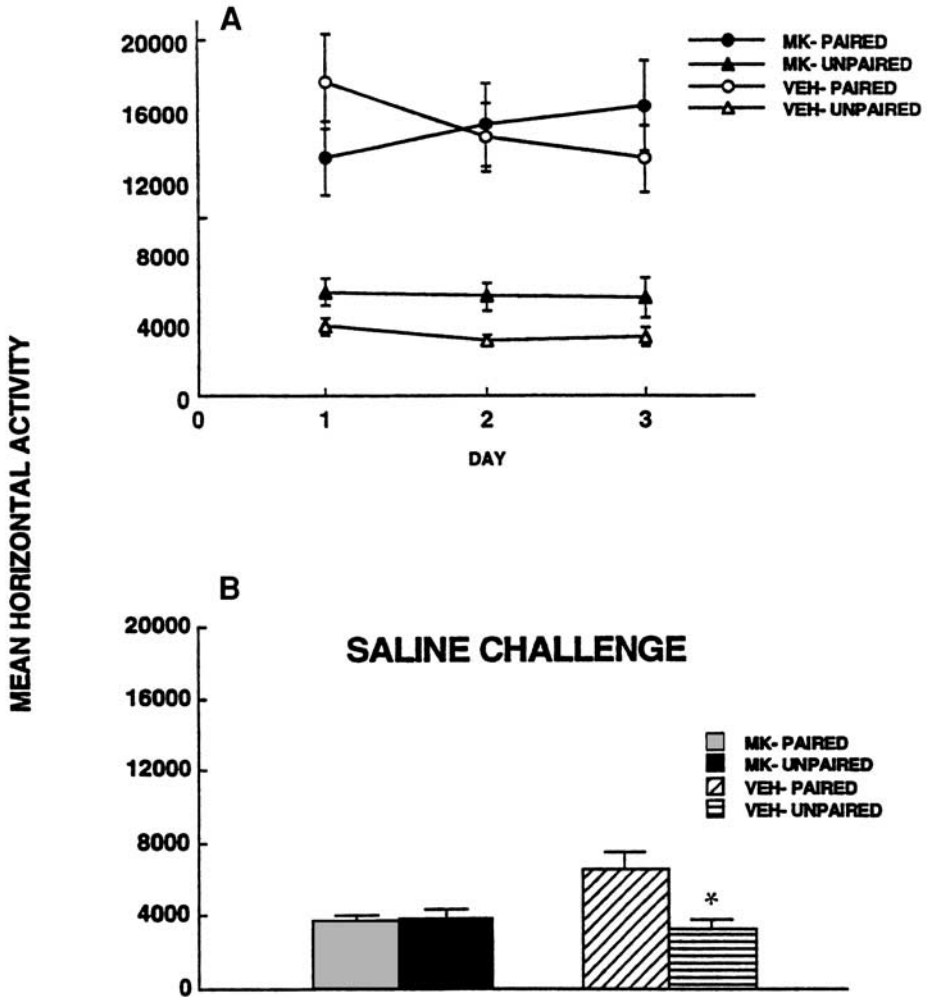 A
20000
16000
12000
8000
4000
0
0 1 2 3
DAY
MK- PAIRED
MK- UNPAIRED
VEH- PAIRED
VEH- UNPAIRED
MEAN HORIZONTAL ACTIVITY
B
SALINE CHALLENGE
20000
16000
12000
8000
4000
0
MK- PAIRED
MK- UNPAIRED
VEH- PAIRED
VEH- UNPAIRED
*